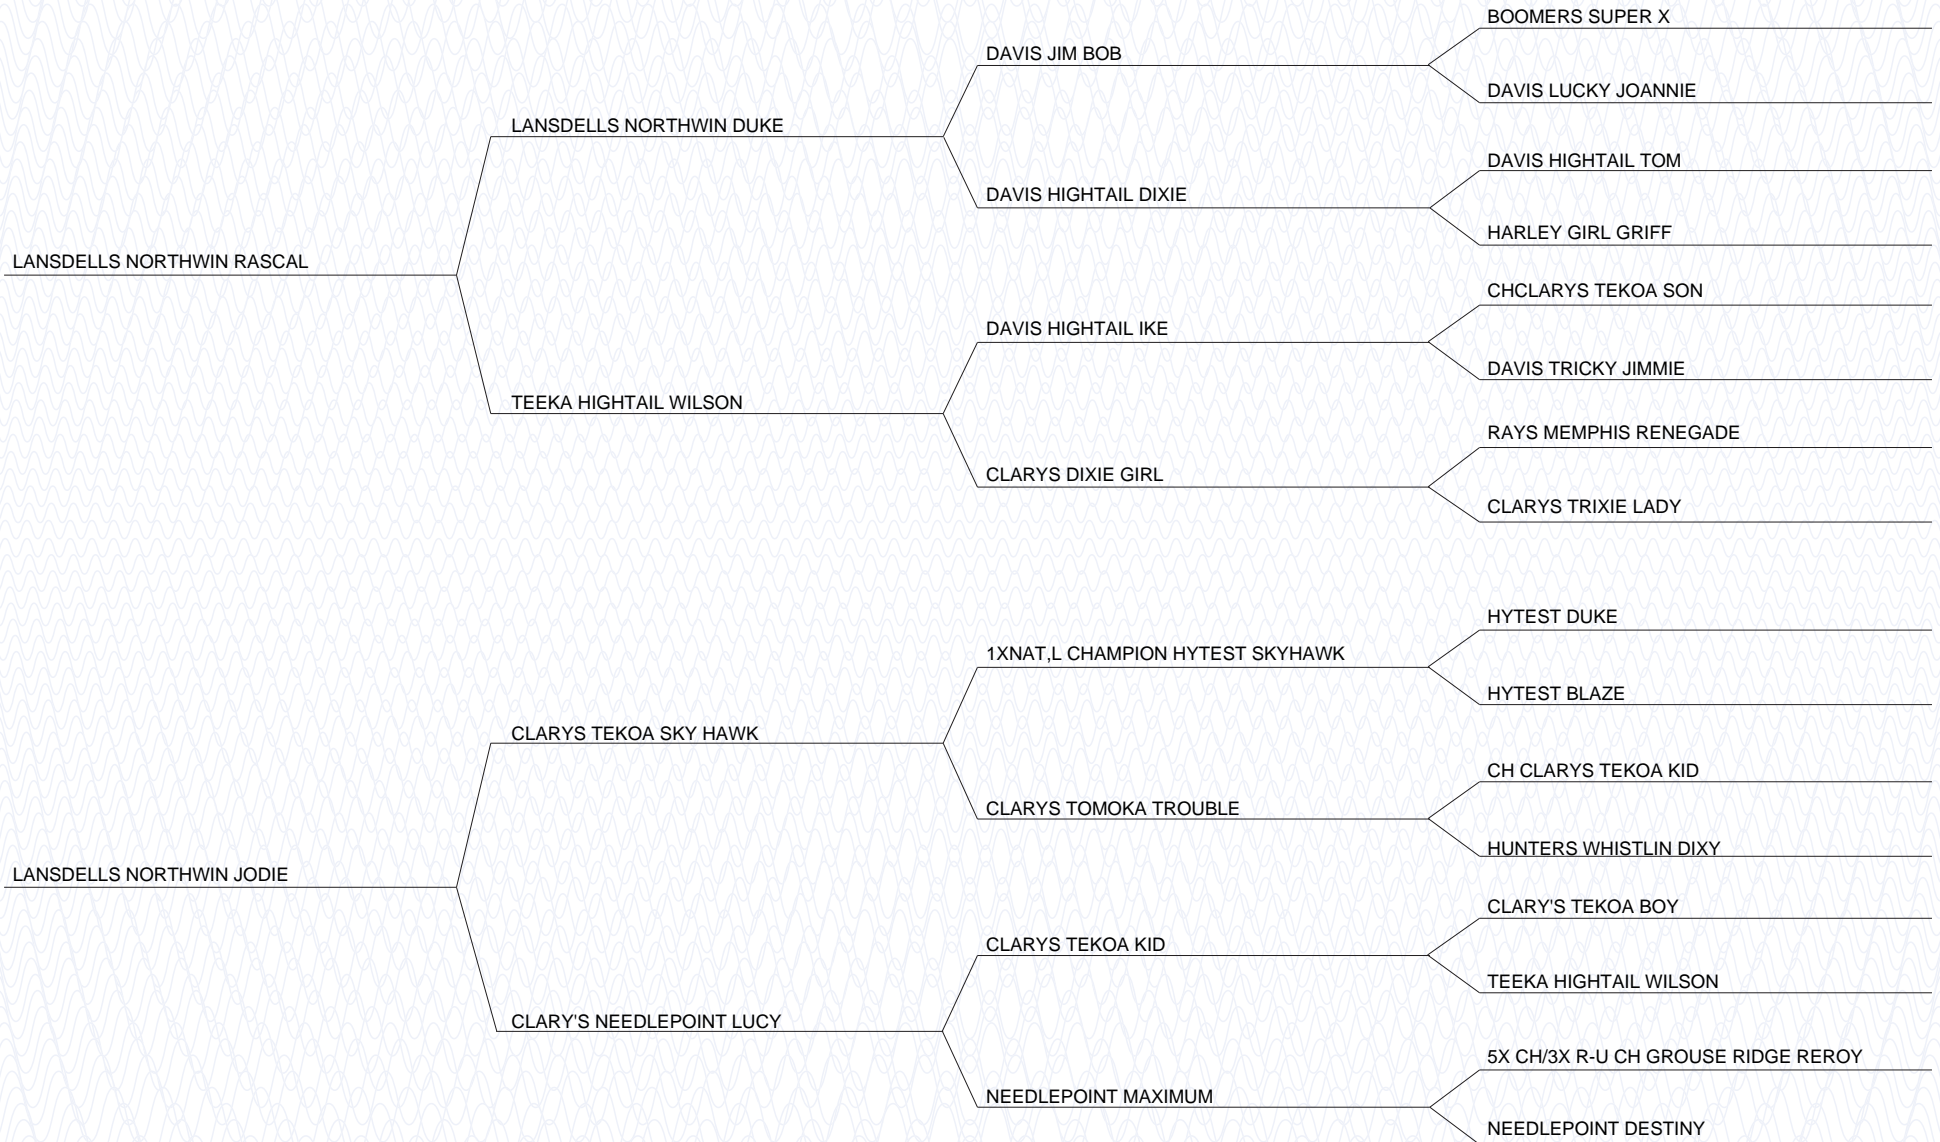 BOOMERS SUPER X
DAVIS JIM BOB
DAVIS LUCKY JOANNIE
LANSDELLS NORTHWIN DUKE
DAVIS HIGHTAIL TOM
DAVIS HIGHTAIL DIXIE
HARLEY GIRL GRIFF
LANSDELLS NORTHWIN RASCAL
CHCLARYS TEKOA SON
DAVIS HIGHTAIL IKE
DAVIS TRICKY JIMMIE
TEEKA HIGHTAIL WILSON
RAYS MEMPHIS RENEGADE
CLARYS DIXIE GIRL
CLARYS TRIXIE LADY
HYTEST DUKE
1XNAT,L CHAMPION HYTEST SKYHAWK
HYTEST BLAZE
CLARYS TEKOA SKY HAWK
CH CLARYS TEKOA KID
CLARYS TOMOKA TROUBLE
HUNTERS WHISTLIN DIXY
LANSDELLS NORTHWIN JODIE
CLARY'S TEKOA BOY
CLARYS TEKOA KID
TEEKA HIGHTAIL WILSON
CLARY'S NEEDLEPOINT LUCY
5X CH/3X R-U CH GROUSE RIDGE REROY
NEEDLEPOINT MAXIMUM
NEEDLEPOINT DESTINY